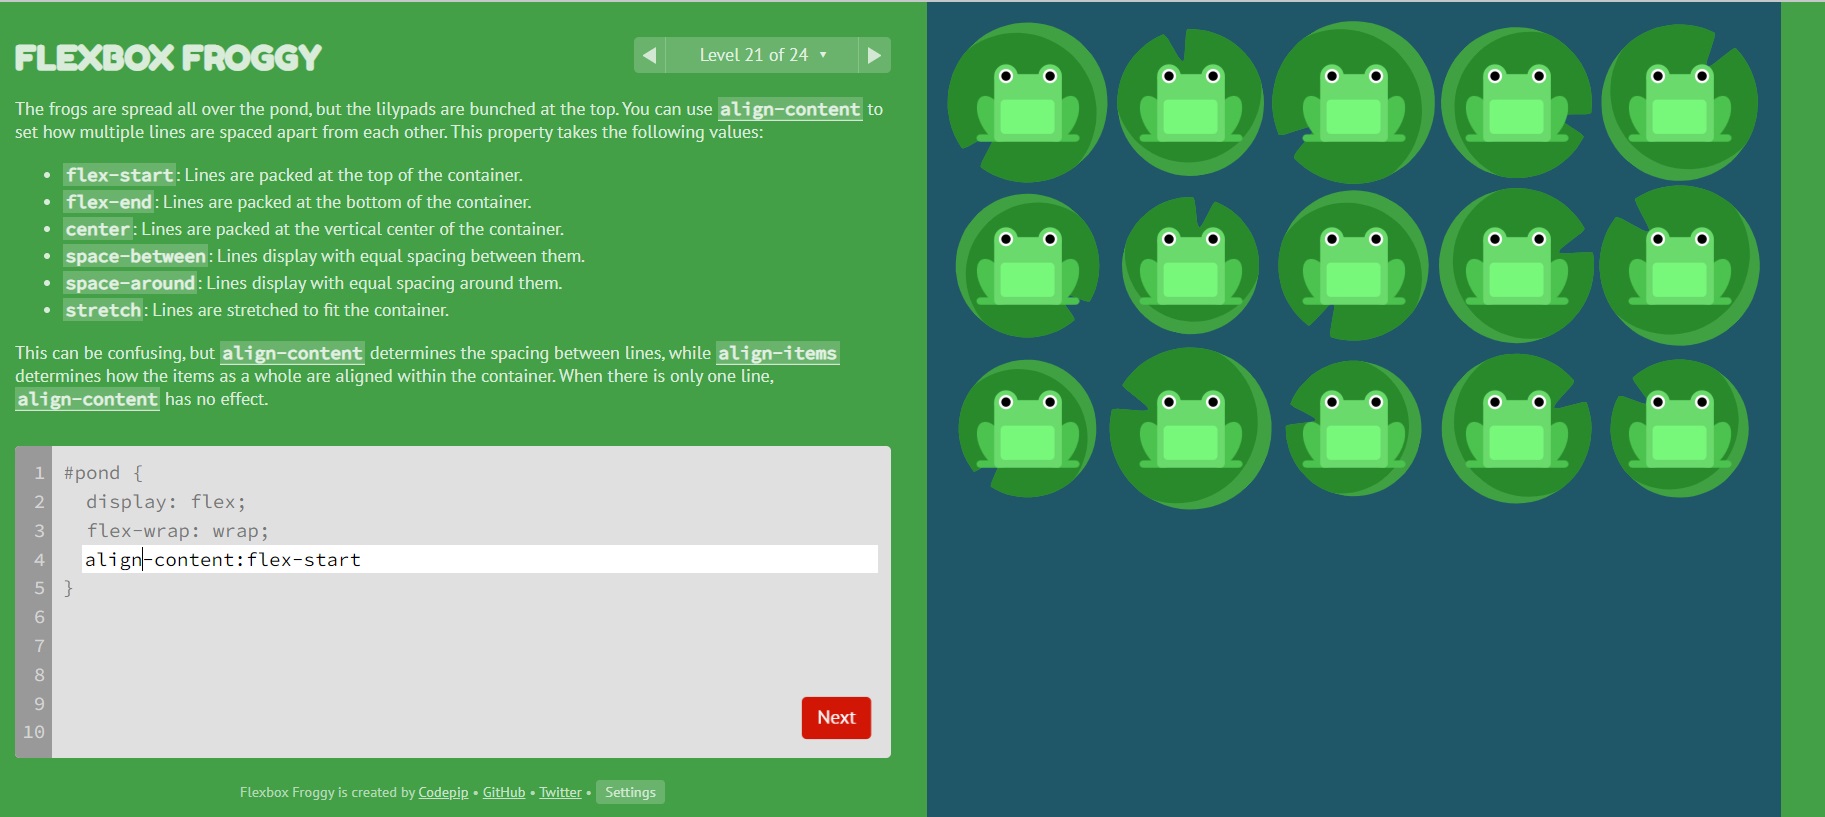 FLEXBOX FROGGY
Level 21 of 24 ▼
The frogs are spread all over the pond, but the lilypads are bunched at the top. You can use align-content to
set how multiple lines are spaced apart from each other. This property takes the following values:
• flex-start: Lines are packed at the top of the container.
• flex-end: Lines are packed at the bottom of the container.
• center: Lines are packed at the vertical center of the container.
• space-between: Lines display with equal spacing between them.
• space-around: Lines display with equal spacing around them.
• stretch: Lines are stretched to fit the container.
This can be confusing, but align-content determines the spacing between lines, while align-items
determines how the items as a whole are aligned within the container. When there is only one line,
align-content has no effect.
1 #pond {
2 display: flex;
3 flex-wrap: wrap;
4 align-content:flex-start
5 }
6
7
8
9
10
Next
Flexbox Froggy is created by Codepip • GitHub • Twitter • Settings